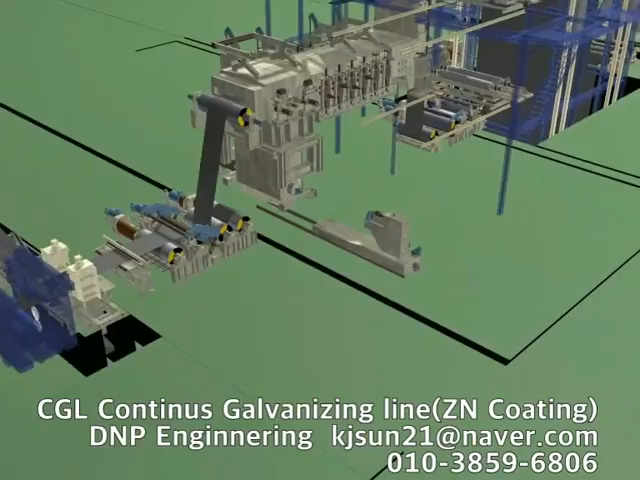 CGL Continus Galvanizing line(ZN Coating)
DNP Enginnering kjsun21@naver.com
010-3859-6806